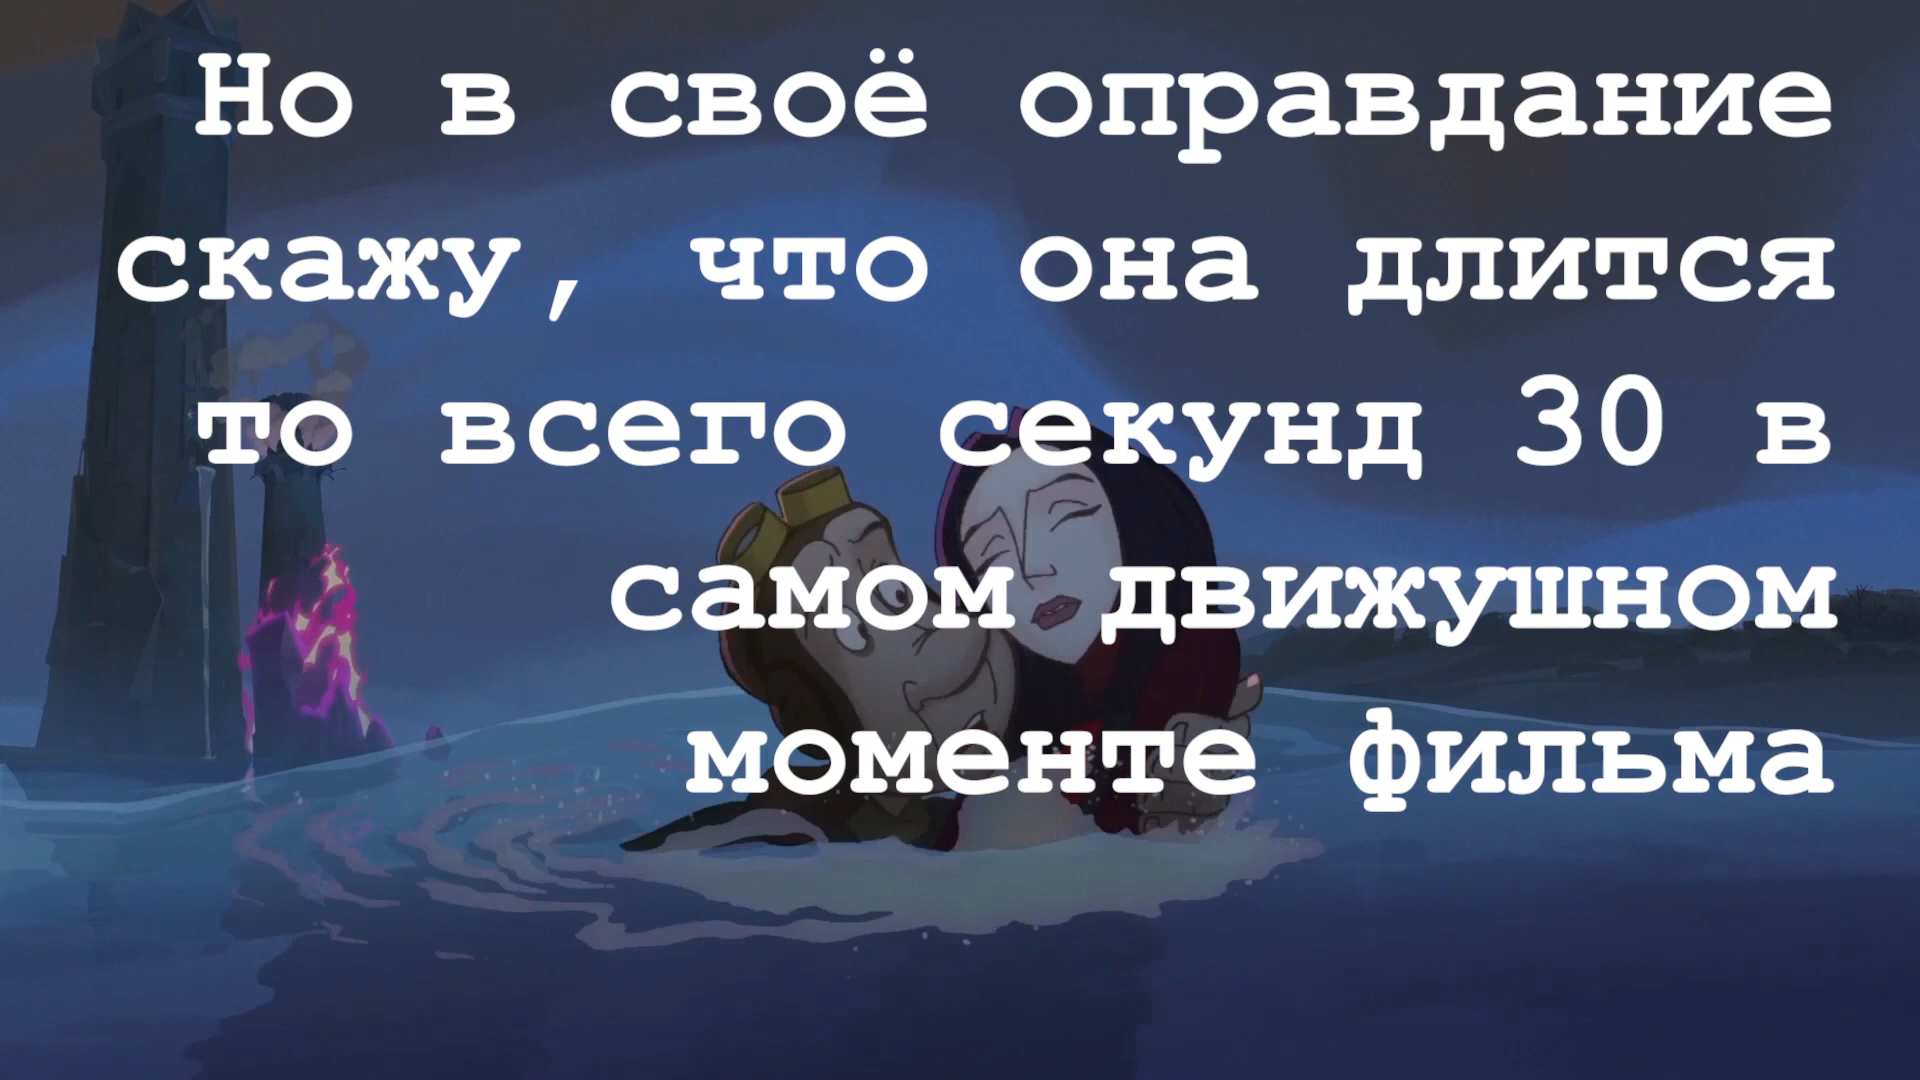 Но в своё оправдание
скажу, что она длится
то всего секунд 30 в
самом движушном
моменте фильма